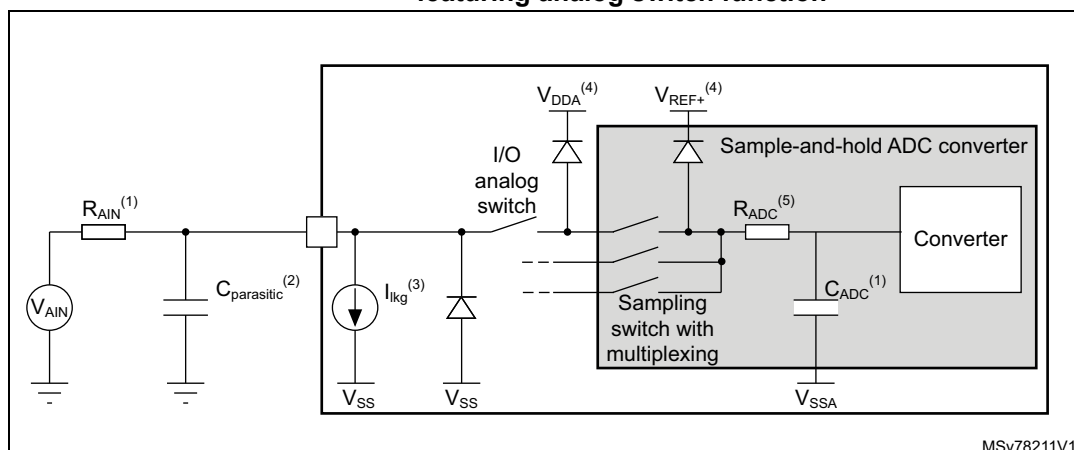 featuring analog switch function
V_DDA^(4)
V_REF+^(4)
Sample-and-hold ADC converter
I/O
analog
switch
R_AIN^(1)
R_ADC^(5)
Converter
C_parasitic^(2)
I_lkg^(3)
V_AIN
C_ADC^(1)
Sampling
switch with
multiplexing
V_SS
V_SS
V_SSA
MSv78211V1